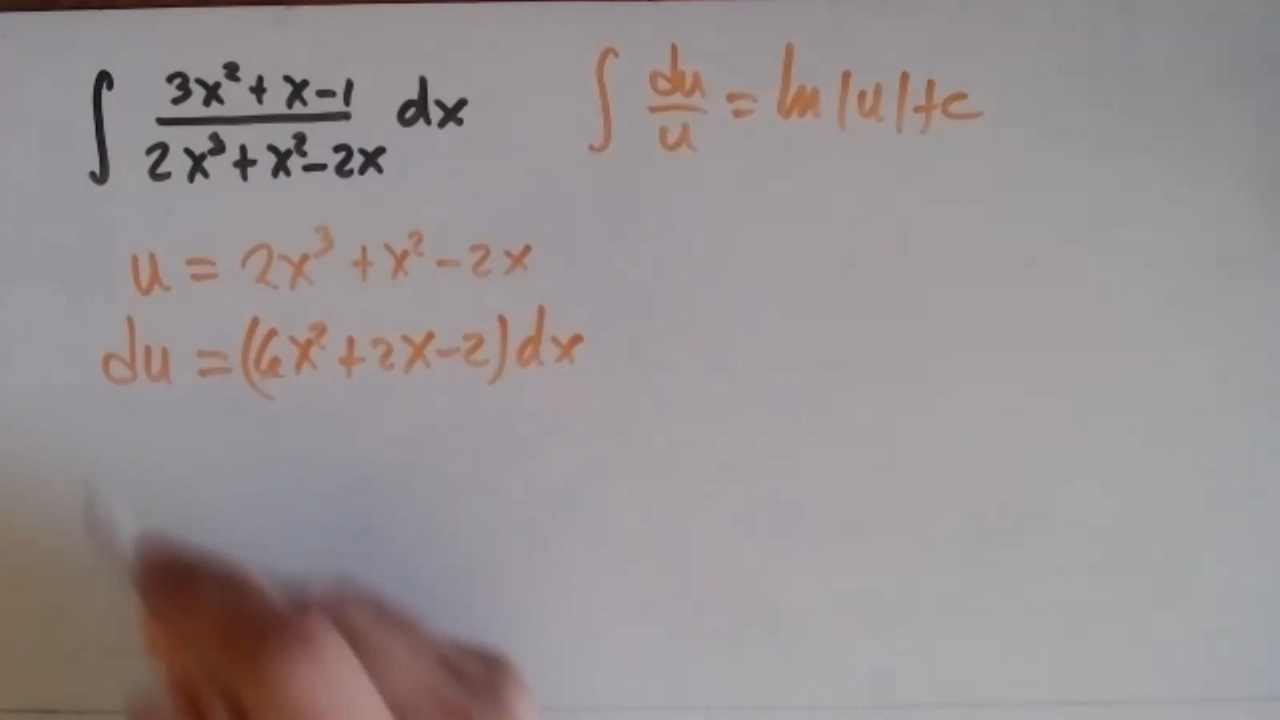 ∫ (3x² + x - 1)/(2x³ + x² - 2x) dx
∫ du/u = ln|u| + c
u = 2x³ + x² - 2x
du = (6x² + 2x - 2) dx